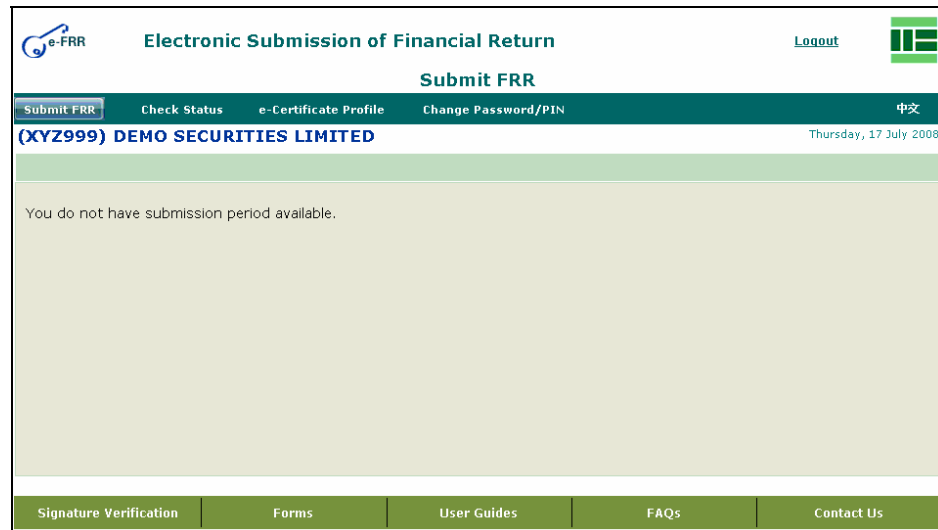 e-FRR Electronic Submission of Financial Return Logout
Submit FRR
Submit FRR Check Status e-Certificate Profile Change Password/PIN 中文
(XYZ999) DEMO SECURITIES LIMITED Thursday, 17 July 2008
You do not have submission period available.
Signature Verification Forms User Guides FAQs Contact Us